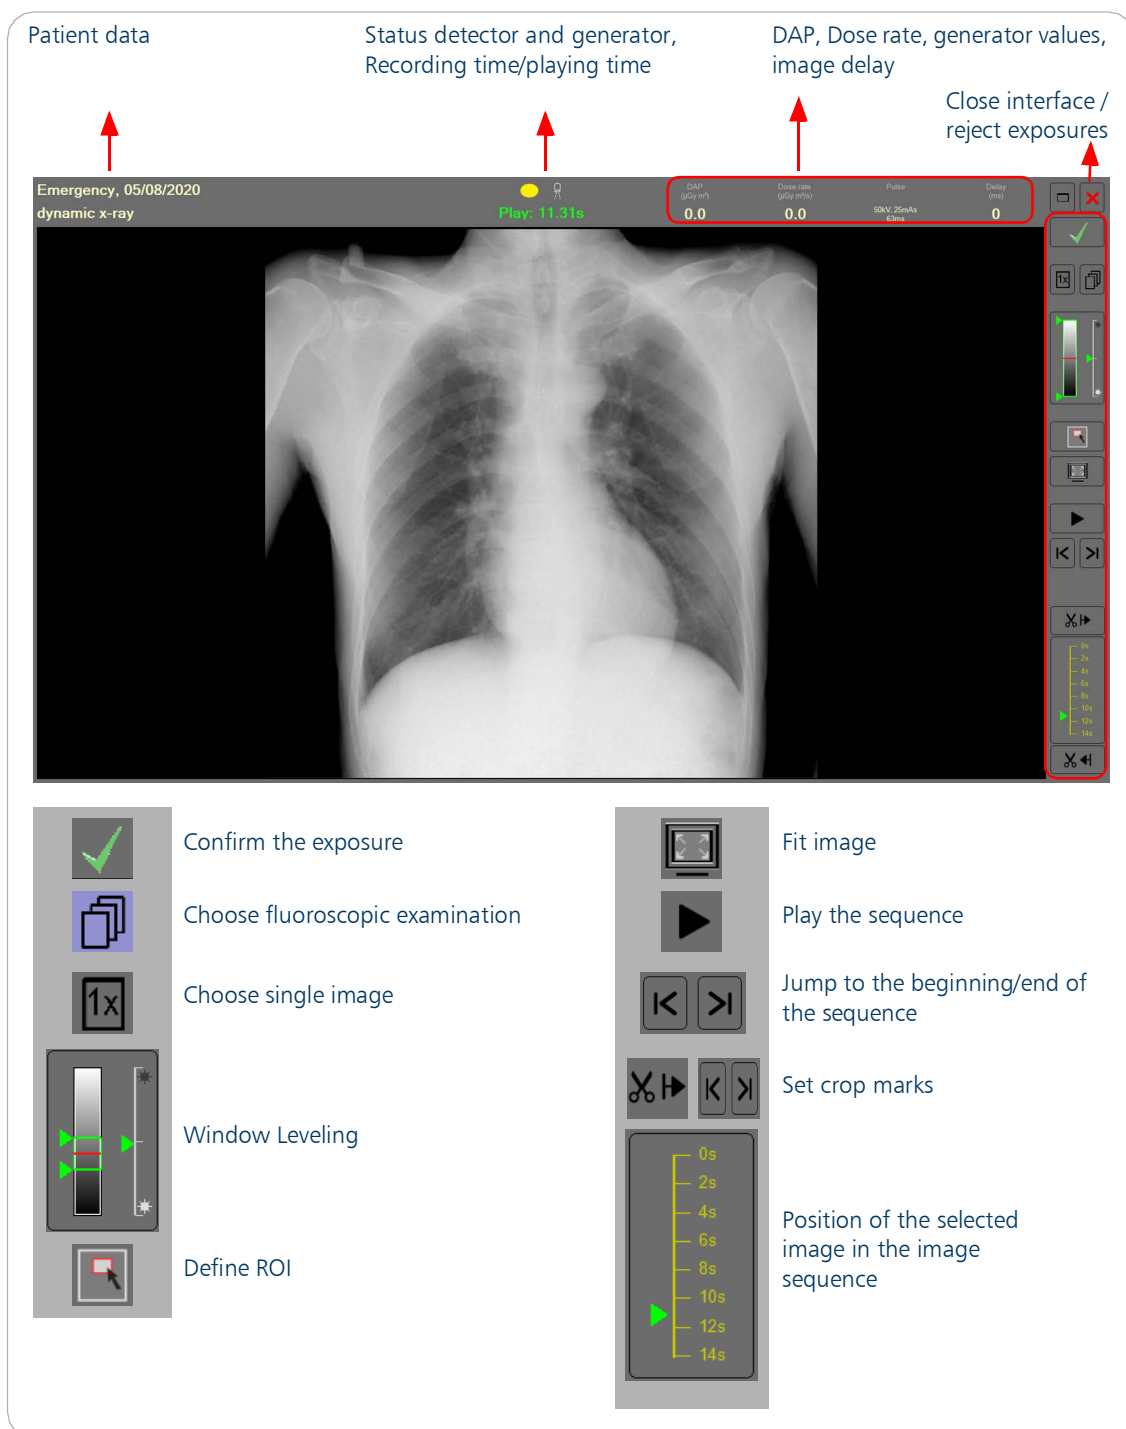 Patient data
Status detector and generator,
Recording time/playing time
DAP, Dose rate, generator values,
image delay
Close interface /
reject exposures
Emergency, 05/08/2020
dynamic x-ray
Play: 11.31s
DAP
(µGy m²)
0.0
Dose rate
(µGy m²/s)
0.0
Pulse
50kV, 25mAs
63ms
Delay
(ms)
0
1x
0s
2s
4s
6s
8s
10s
12s
14s
Confirm the exposure
Choose fluoroscopic examination
1x
Choose single image
Window Leveling
Define ROI
Fit image
Play the sequence
Jump to the beginning/end of
the sequence
Set crop marks
0s
2s
4s
6s
8s
10s
12s
14s
Position of the selected
image in the image
sequence